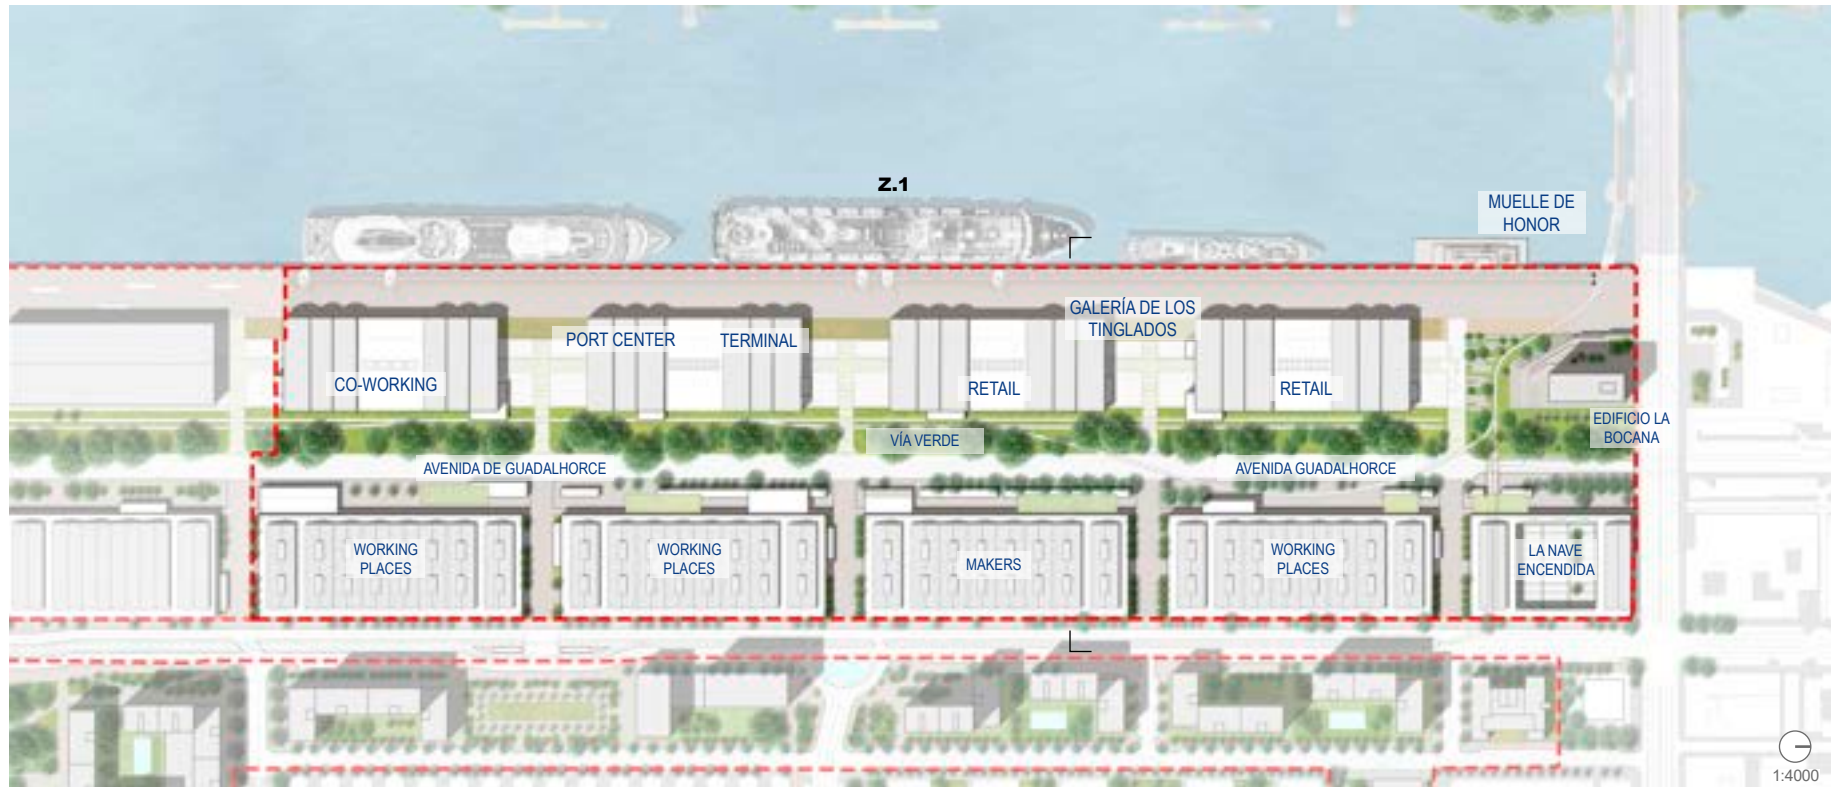 Z.1
MUELLE DE
HONOR
GALERÍA DE LOS
TINGLADOS
PORT CENTER
TERMINAL
CO-WORKING
RETAIL
RETAIL
EDIFICIO LA
BOCANA
VÍA VERDE
AVENIDA DE GUADALHORCE
AVENIDA GUADALHORCE
WORKING
PLACES
WORKING
PLACES
MAKERS
WORKING
PLACES
LA NAVE
ENCENDIDA
1:4000